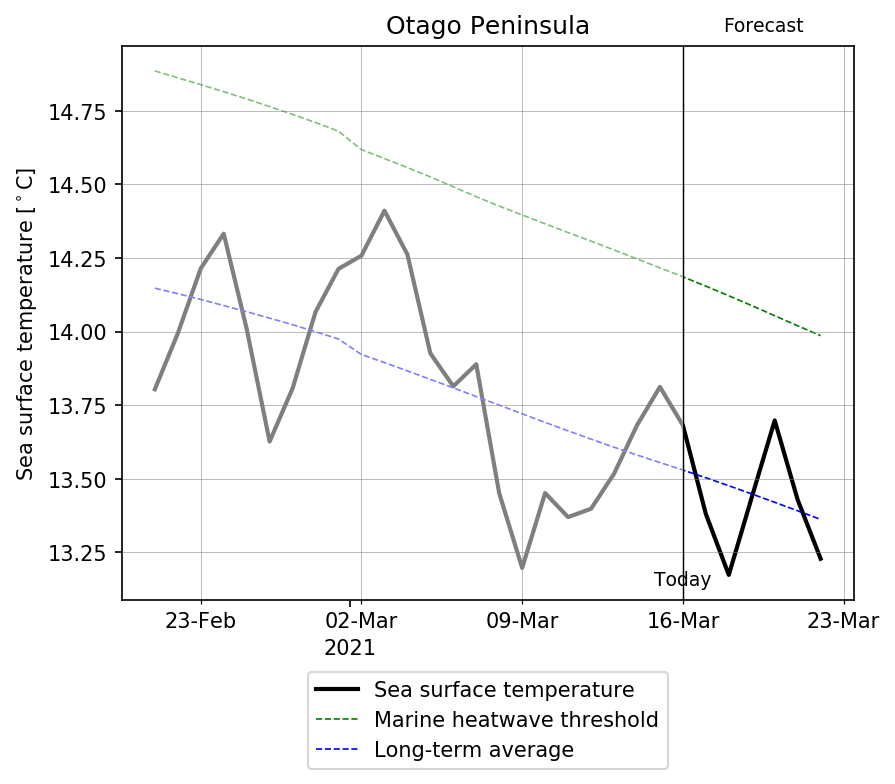 Otago Peninsula
Forecast
Sea surface temperature [°C]
14.75
14.50
14.25
14.00
13.75
13.50
13.25
Today
23-Feb 02-Mar 09-Mar 16-Mar 23-Mar
2021
Sea surface temperature
Marine heatwave threshold
Long-term average